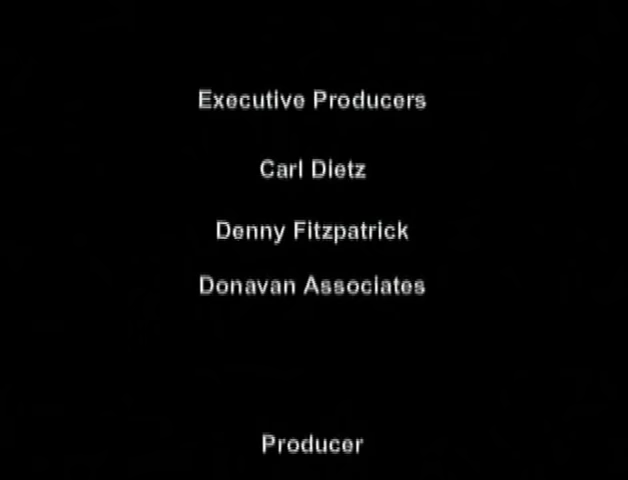 Executive Producers
Carl Dietz
Denny Fitzpatrick
Donavan Associates
Producer